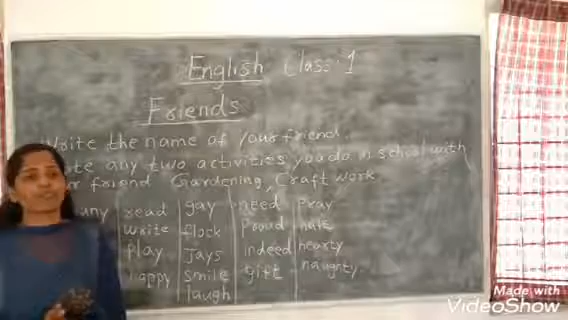 English Class 1
Friends
Write the name of your friend.
any two activities you do in school with
friend Gardening, Craft work
any read gay need Pray
write flock Proud hate
Play Jays indeed hearty
happy smile gift naughty
laugh
Made with
VideoShow